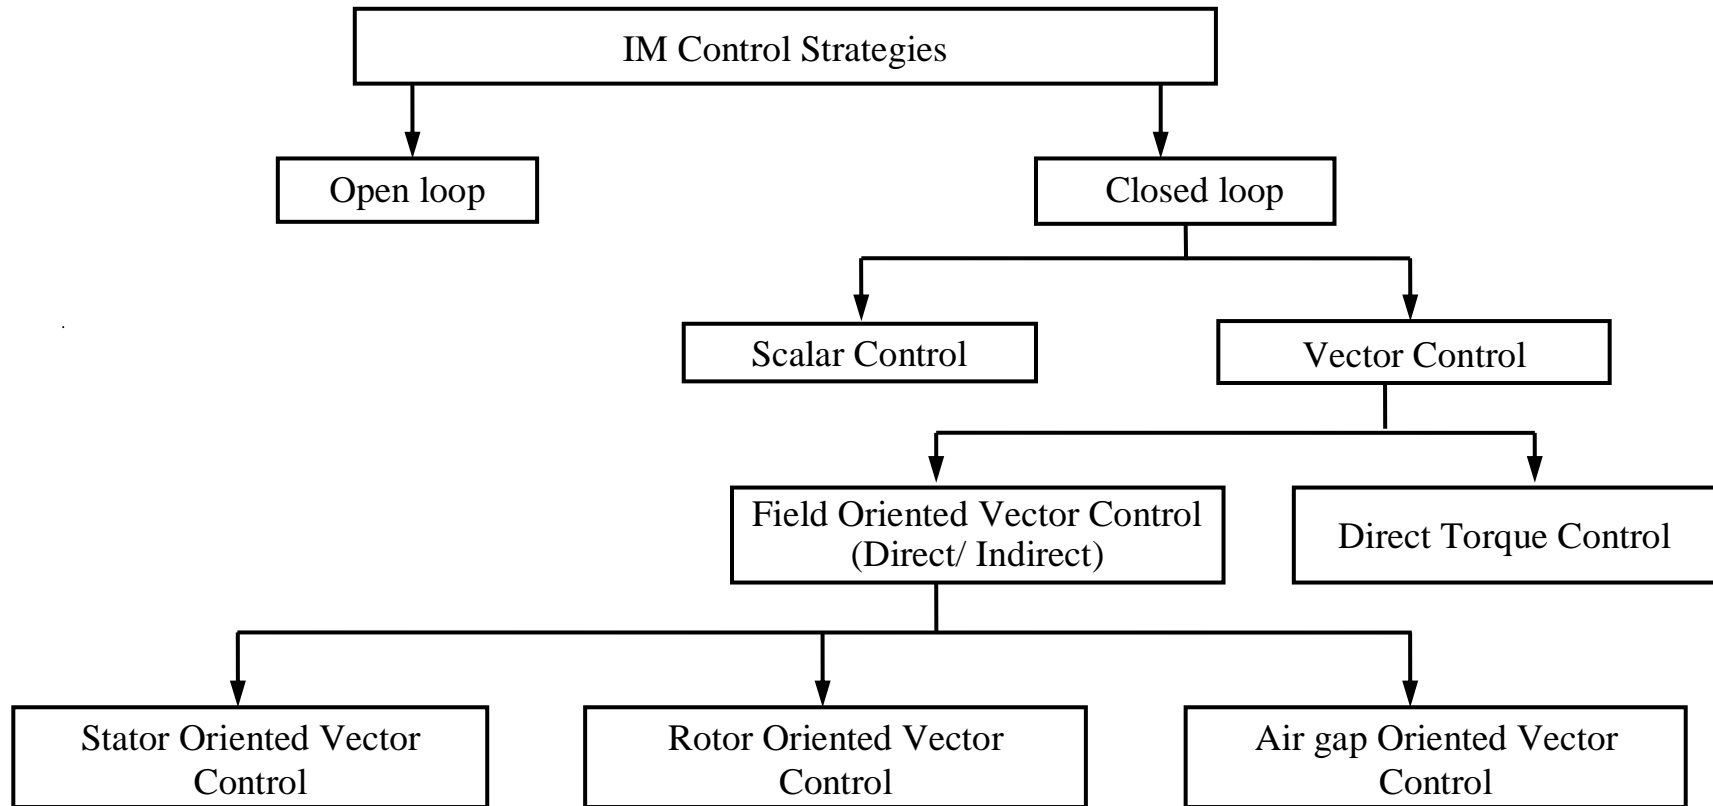 IM Control Strategies
Open loop
Closed loop
Scalar Control
Vector Control
Field Oriented Vector Control
(Direct/ Indirect)
Direct Torque Control
Stator Oriented Vector
Control
Rotor Oriented Vector
Control
Air gap Oriented Vector
Control